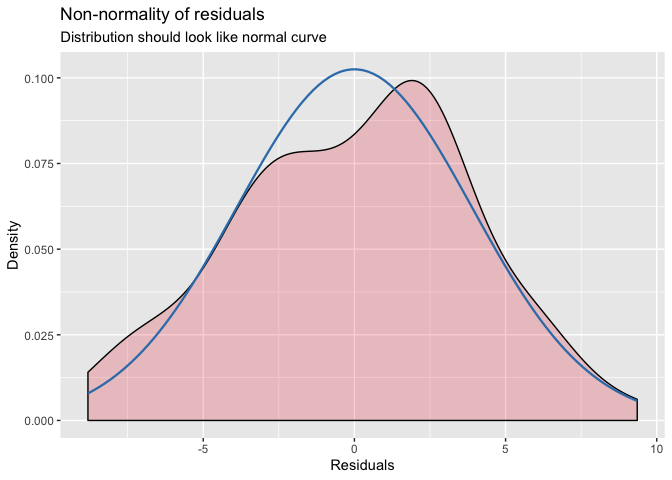 Non-normality of residuals
Distribution should look like normal curve
0.100
0.075
0.050
0.025
0.000
Density
-5
0
5
10
Residuals